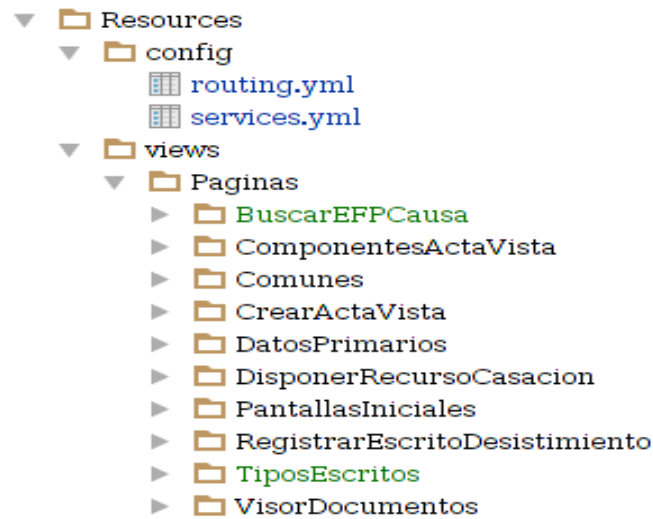 Resources
config
routing.yml
services.yml
views
Paginas
BuscarEFPCausa
ComponentesActaVista
Comunes
CrearActaVista
DatosPrimarios
DisponerRecursoCasacion
PantallasIniciales
RegistrarEscritoDesistimiento
TiposEscritos
VisorDocumentos